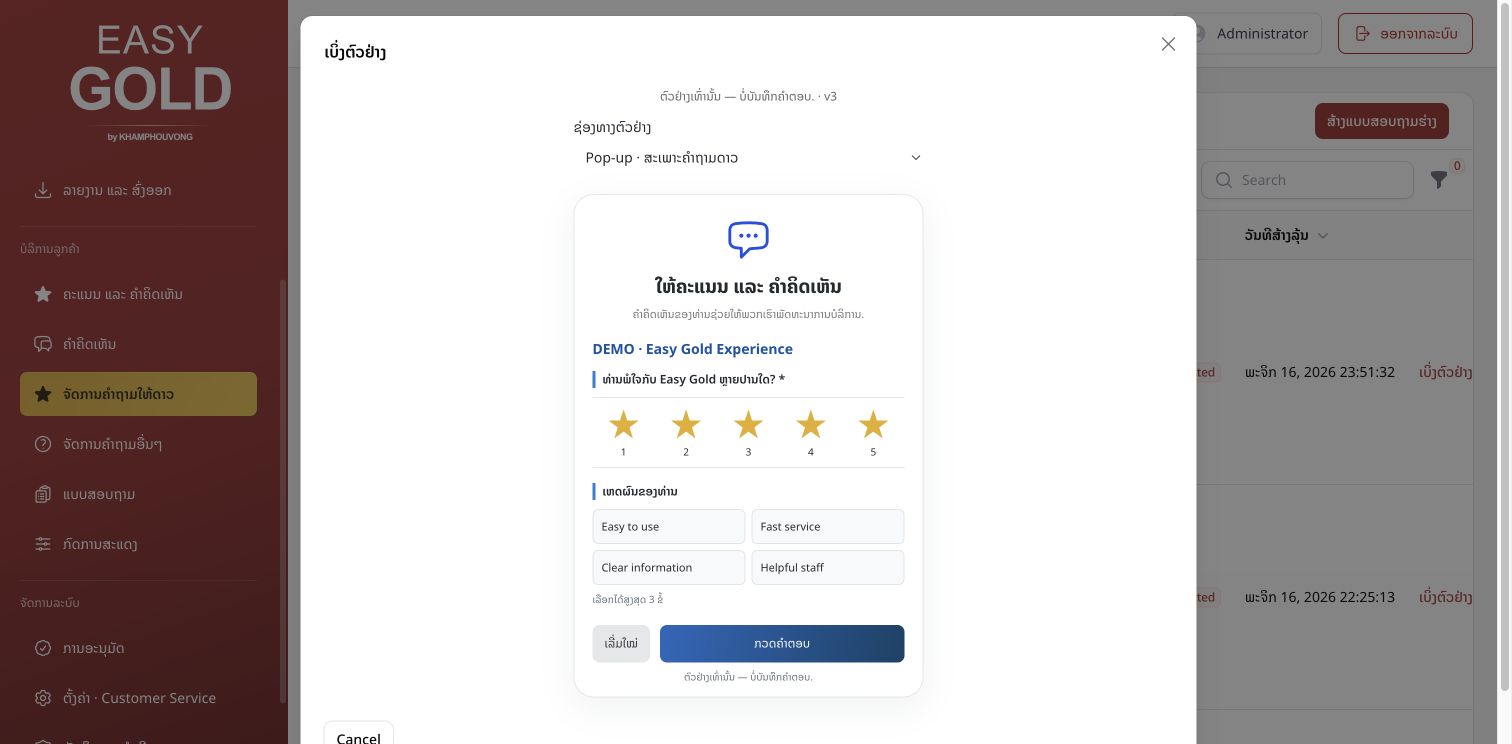 EASY
GOLD
by KHAMPHOUVONG
ລາຍງານ ແລະ ສົ່ງອອກ
ບໍລິການລູກຄ້າ
ຄະແນນ ແລະ ຄຳຄິດເຫັນ
ຄຳຄິດເຫັນ
ຈັດການຄຳຖາມໃຫ້ດາວ
ຈັດການຄຳຖາມອື່ນໆ
ແບບສອບຖາມ
ກົດການສະແດງ
ຈັດການລະບົບ
ການອະນຸມັດ
ຕັ້ງຄ່າ · Customer Service
Administrator
ອອກຈາກລະບົບ
ສ້າງແບບສອບຖາມຮ່າງ
Search
0
ວັນທີສ້າງລຸ້ນ
ted
ພະຈິກ 16, 2026 23:51:32
ເບິ່ງຕົວຢ່າງ
ted
ພະຈິກ 16, 2026 22:25:13
ເບິ່ງຕົວຢ່າງ
ເບິ່ງຕົວຢ່າງ
ຕົວຢ່າງເທົ່ານັ້ນ — ບໍ່ບັນທຶກຄຳຕອບ. · v3
ຊ່ອງທາງຕົວຢ່າງ
Pop-up · ສະເພາະຄຳຖາມດາວ
ໃຫ້ຄະແນນ ແລະ ຄຳຄິດເຫັນ
ຄຳຄິດເຫັນຂອງທ່ານຊ່ວຍໃຫ້ພວກເຮົາພັດທະນາການບໍລິການ.
DEMO · Easy Gold Experience
ທ່ານພໍໃຈກັບ Easy Gold ຫຼາຍປານໃດ? *
1 2 3 4 5
ເຫດຜົນຂອງທ່ານ
Easy to use
Fast service
Clear information
Helpful staff
ເລືອກໄດ້ສູງສຸດ 3 ຂໍ້
ເລີ່ມໃໝ່
ກວດຄຳຕອບ
ຕົວຢ່າງເທົ່ານັ້ນ — ບໍ່ບັນທຶກຄຳຕອບ.
Cancel